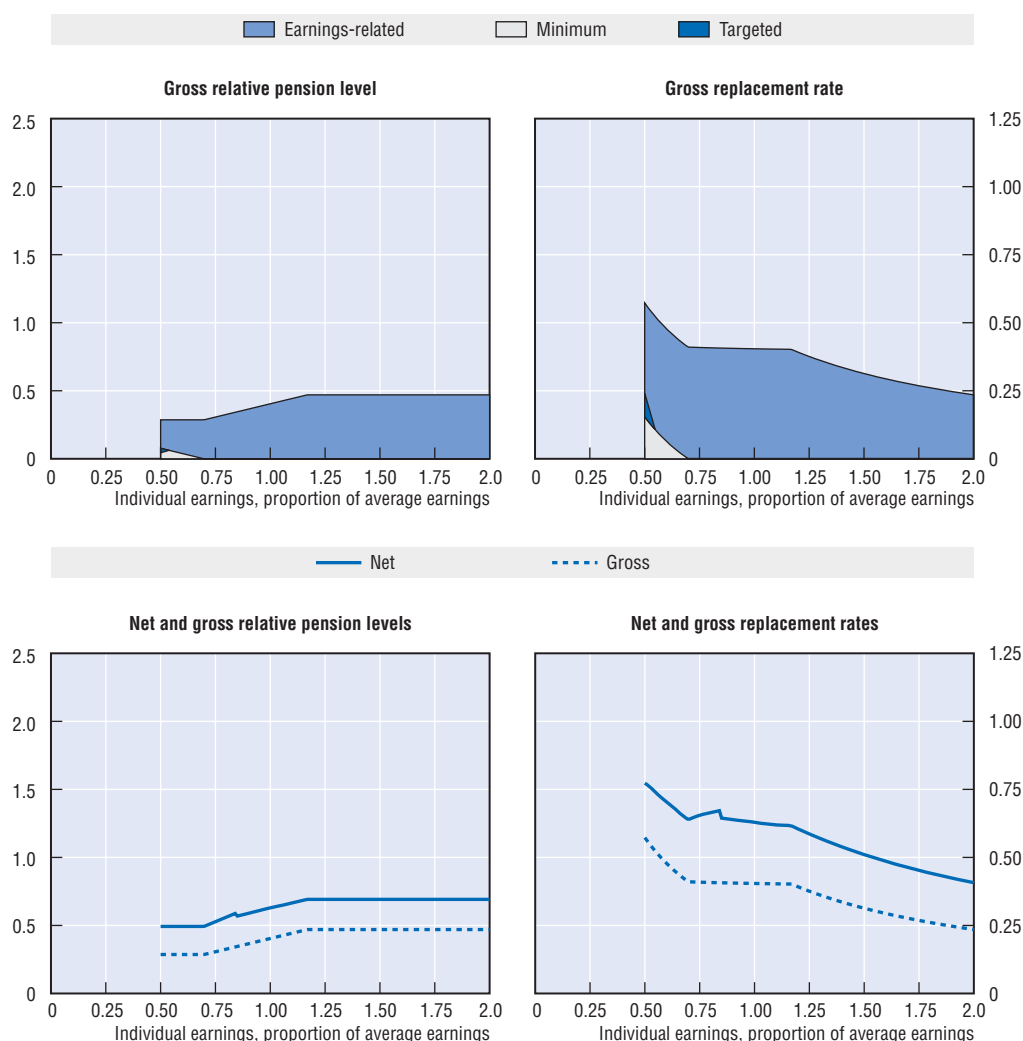 Earnings-related Minimum Targeted
Gross relative pension level
2.5
2.0
1.5
1.0
0.5
0
0 0.25 0.50 0.75 1.00 1.25 1.50 1.75 2.0
Individual earnings, proportion of average earnings
Gross replacement rate
1.25
1.00
0.75
0.50
0.25
0
0 0.25 0.50 0.75 1.00 1.25 1.50 1.75 2.0
Individual earnings, proportion of average earnings
Net Gross
Net and gross relative pension levels
2.5
2.0
1.5
1.0
0.5
0
0 0.25 0.50 0.75 1.00 1.25 1.50 1.75 2.0
Individual earnings, proportion of average earnings
Net and gross replacement rates
1.25
1.00
0.75
0.50
0.25
0
0 0.25 0.50 0.75 1.00 1.25 1.50 1.75 2.0
Individual earnings, proportion of average earnings